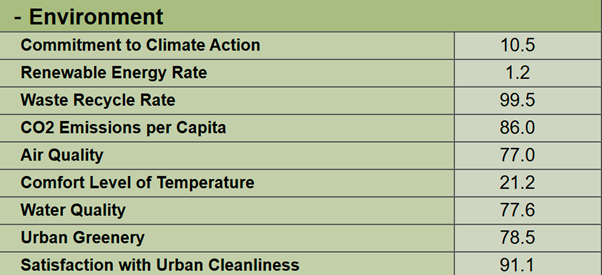 - Environment
Commitment to Climate Action 10.5
Renewable Energy Rate 1.2
Waste Recycle Rate 99.5
CO2 Emissions per Capita 86.0
Air Quality 77.0
Comfort Level of Temperature 21.2
Water Quality 77.6
Urban Greenery 78.5
Satisfaction with Urban Cleanliness 91.1